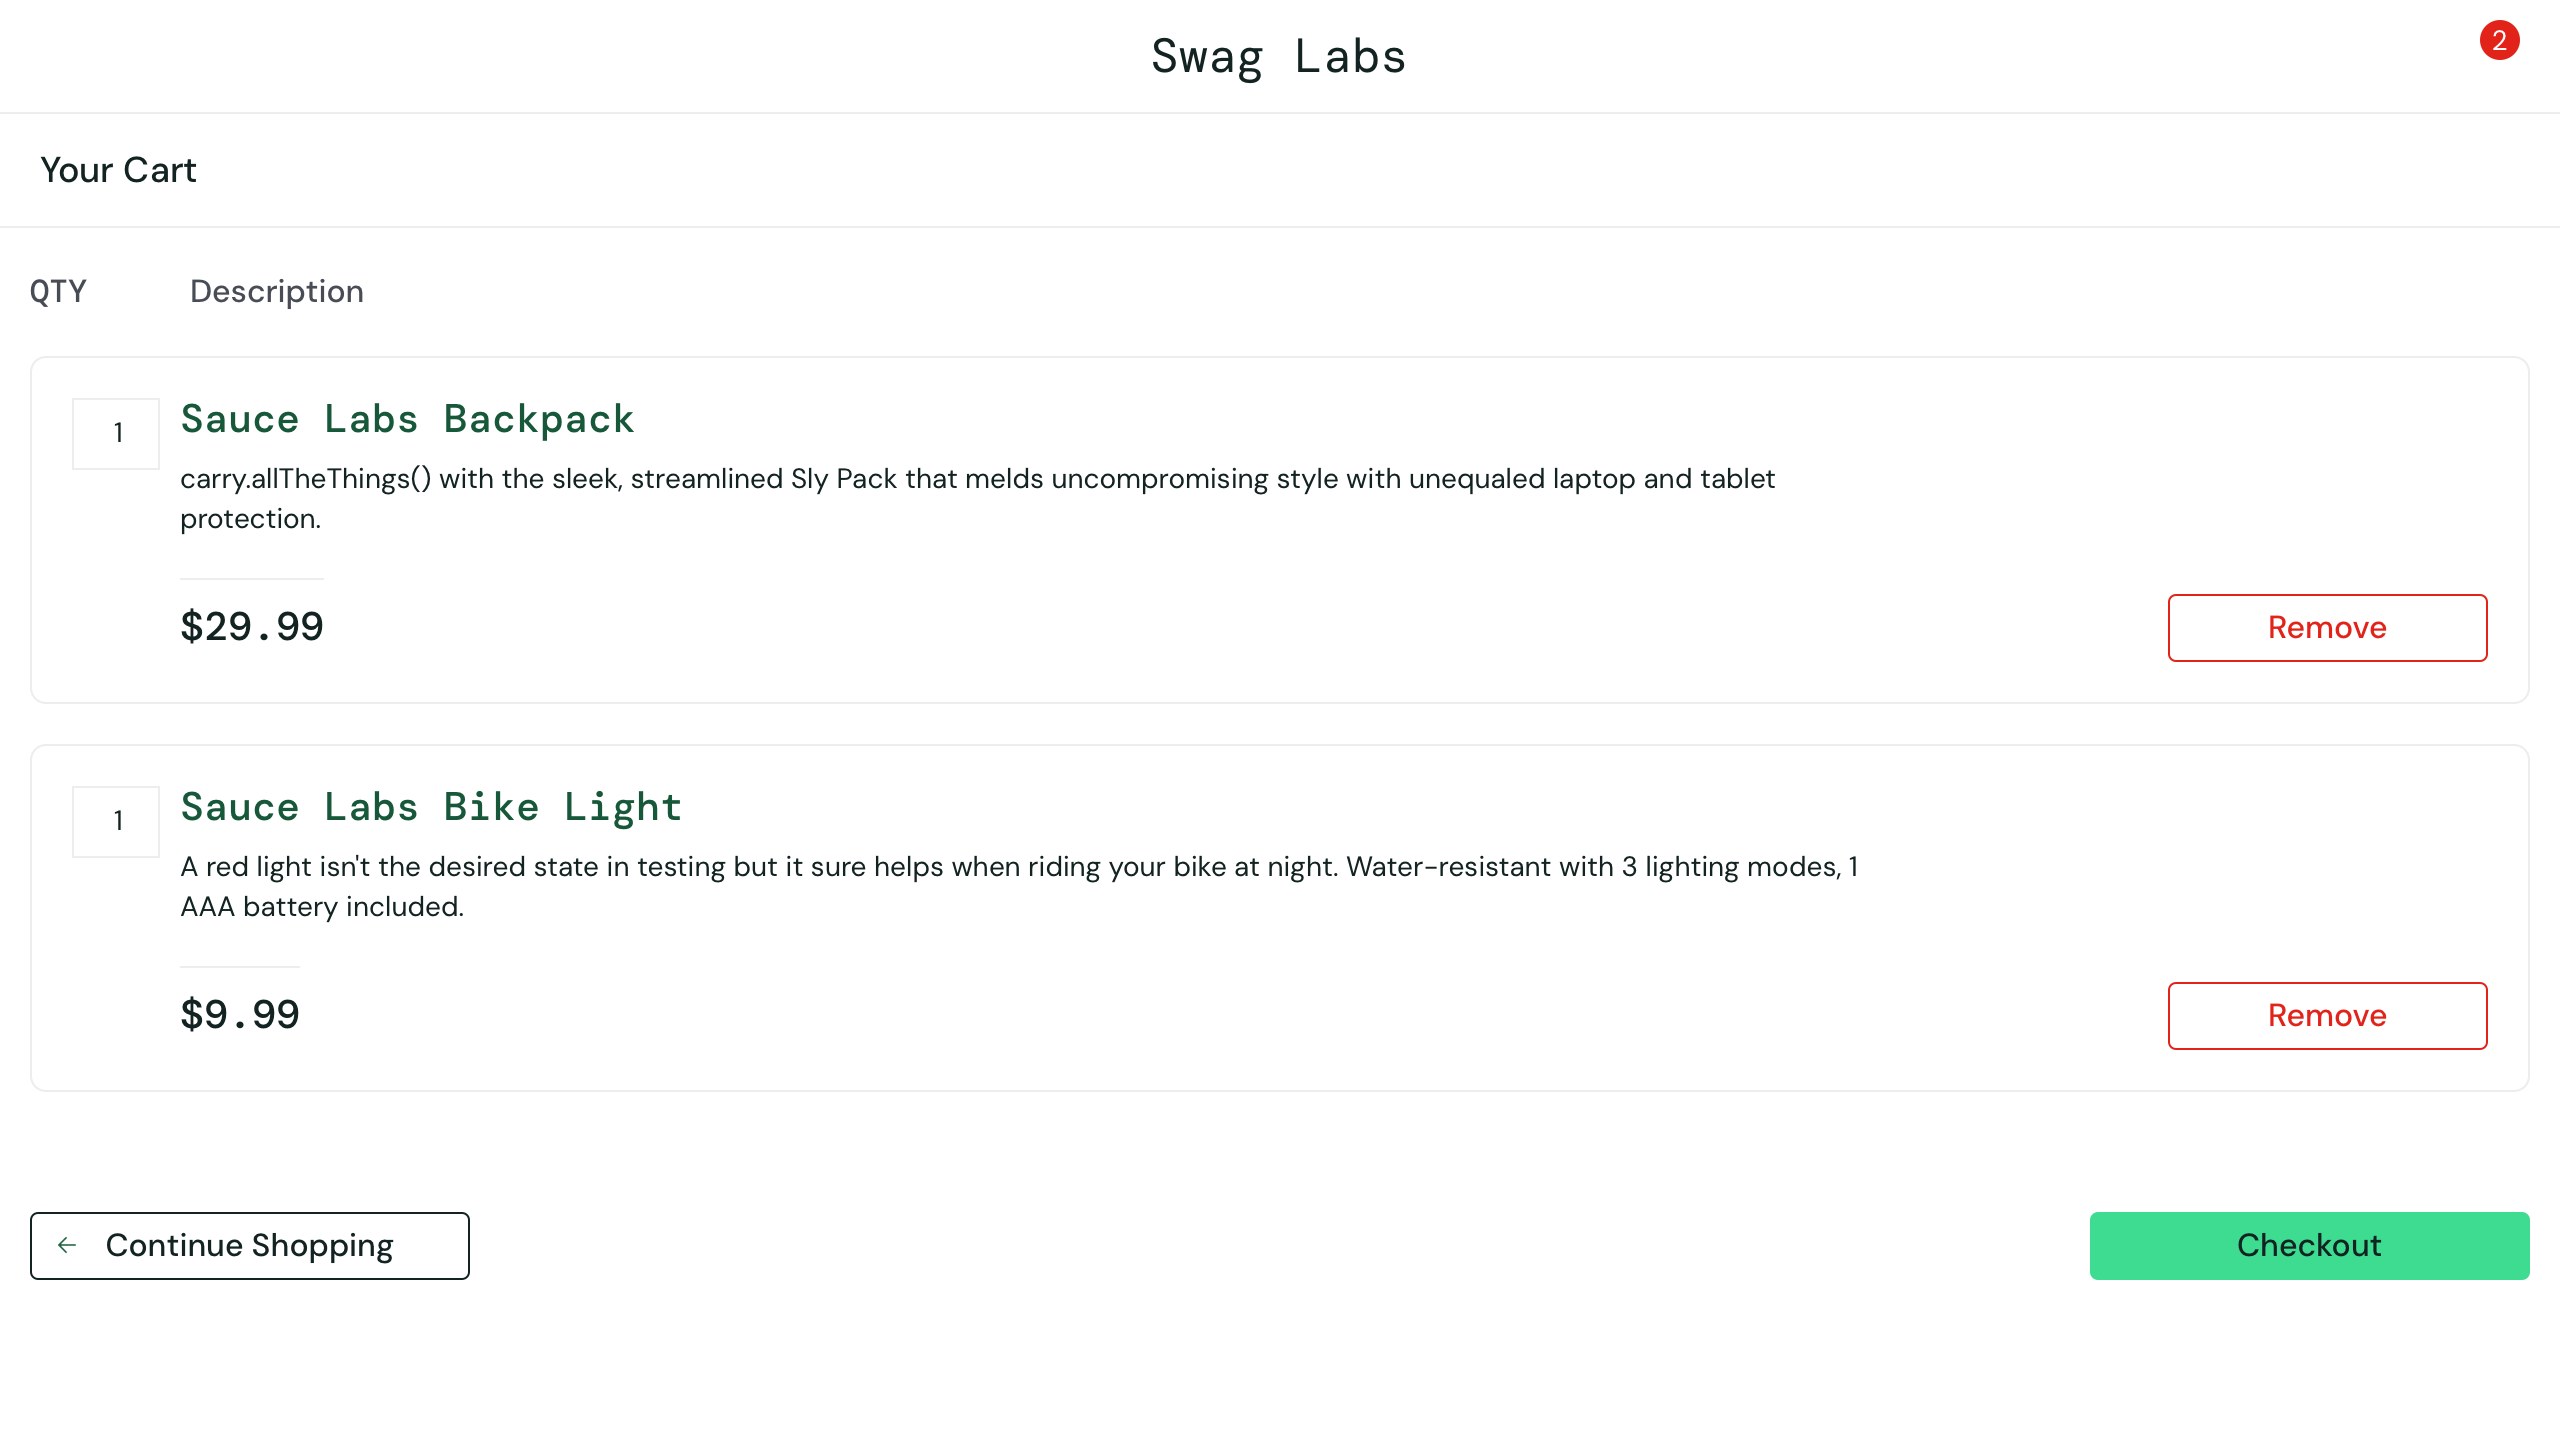 Swag Labs
2
Your Cart
QTY Description
1
Sauce Labs Backpack
carry.allTheThings() with the sleek, streamlined Sly Pack that melds uncompromising style with unequaled laptop and tablet
protection.
$29.99
Remove
1
Sauce Labs Bike Light
A red light isn't the desired state in testing but it sure helps when riding your bike at night. Water-resistant with 3 lighting modes, 1
AAA battery included.
$9.99
Remove
Continue Shopping
Checkout